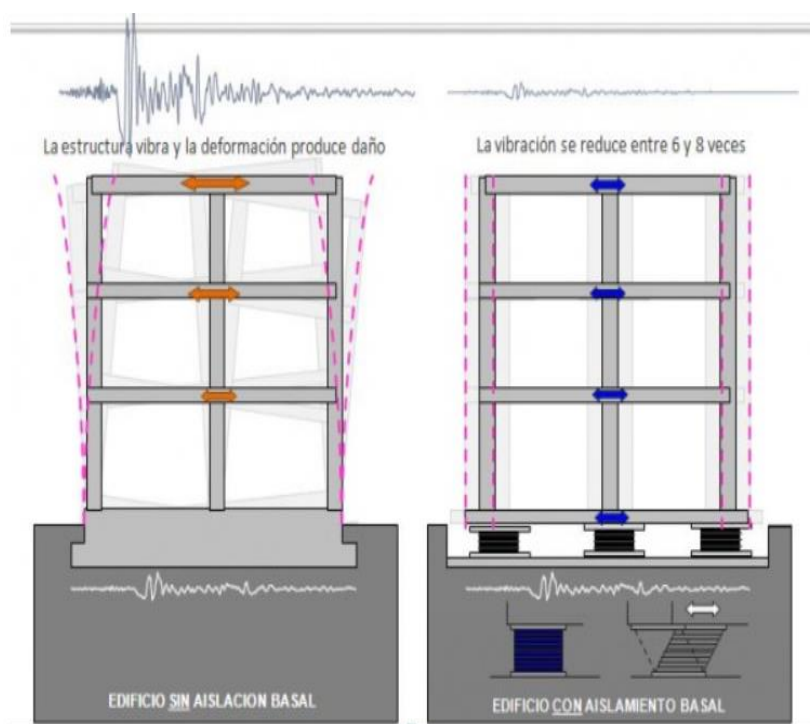 La estructura vibra y la deformación produce daño
La vibración se reduce entre 6 y 8 veces
EDIFICIO SIN AISLACION BASAL
EDIFICIO CON AISLAMIENTO BASAL